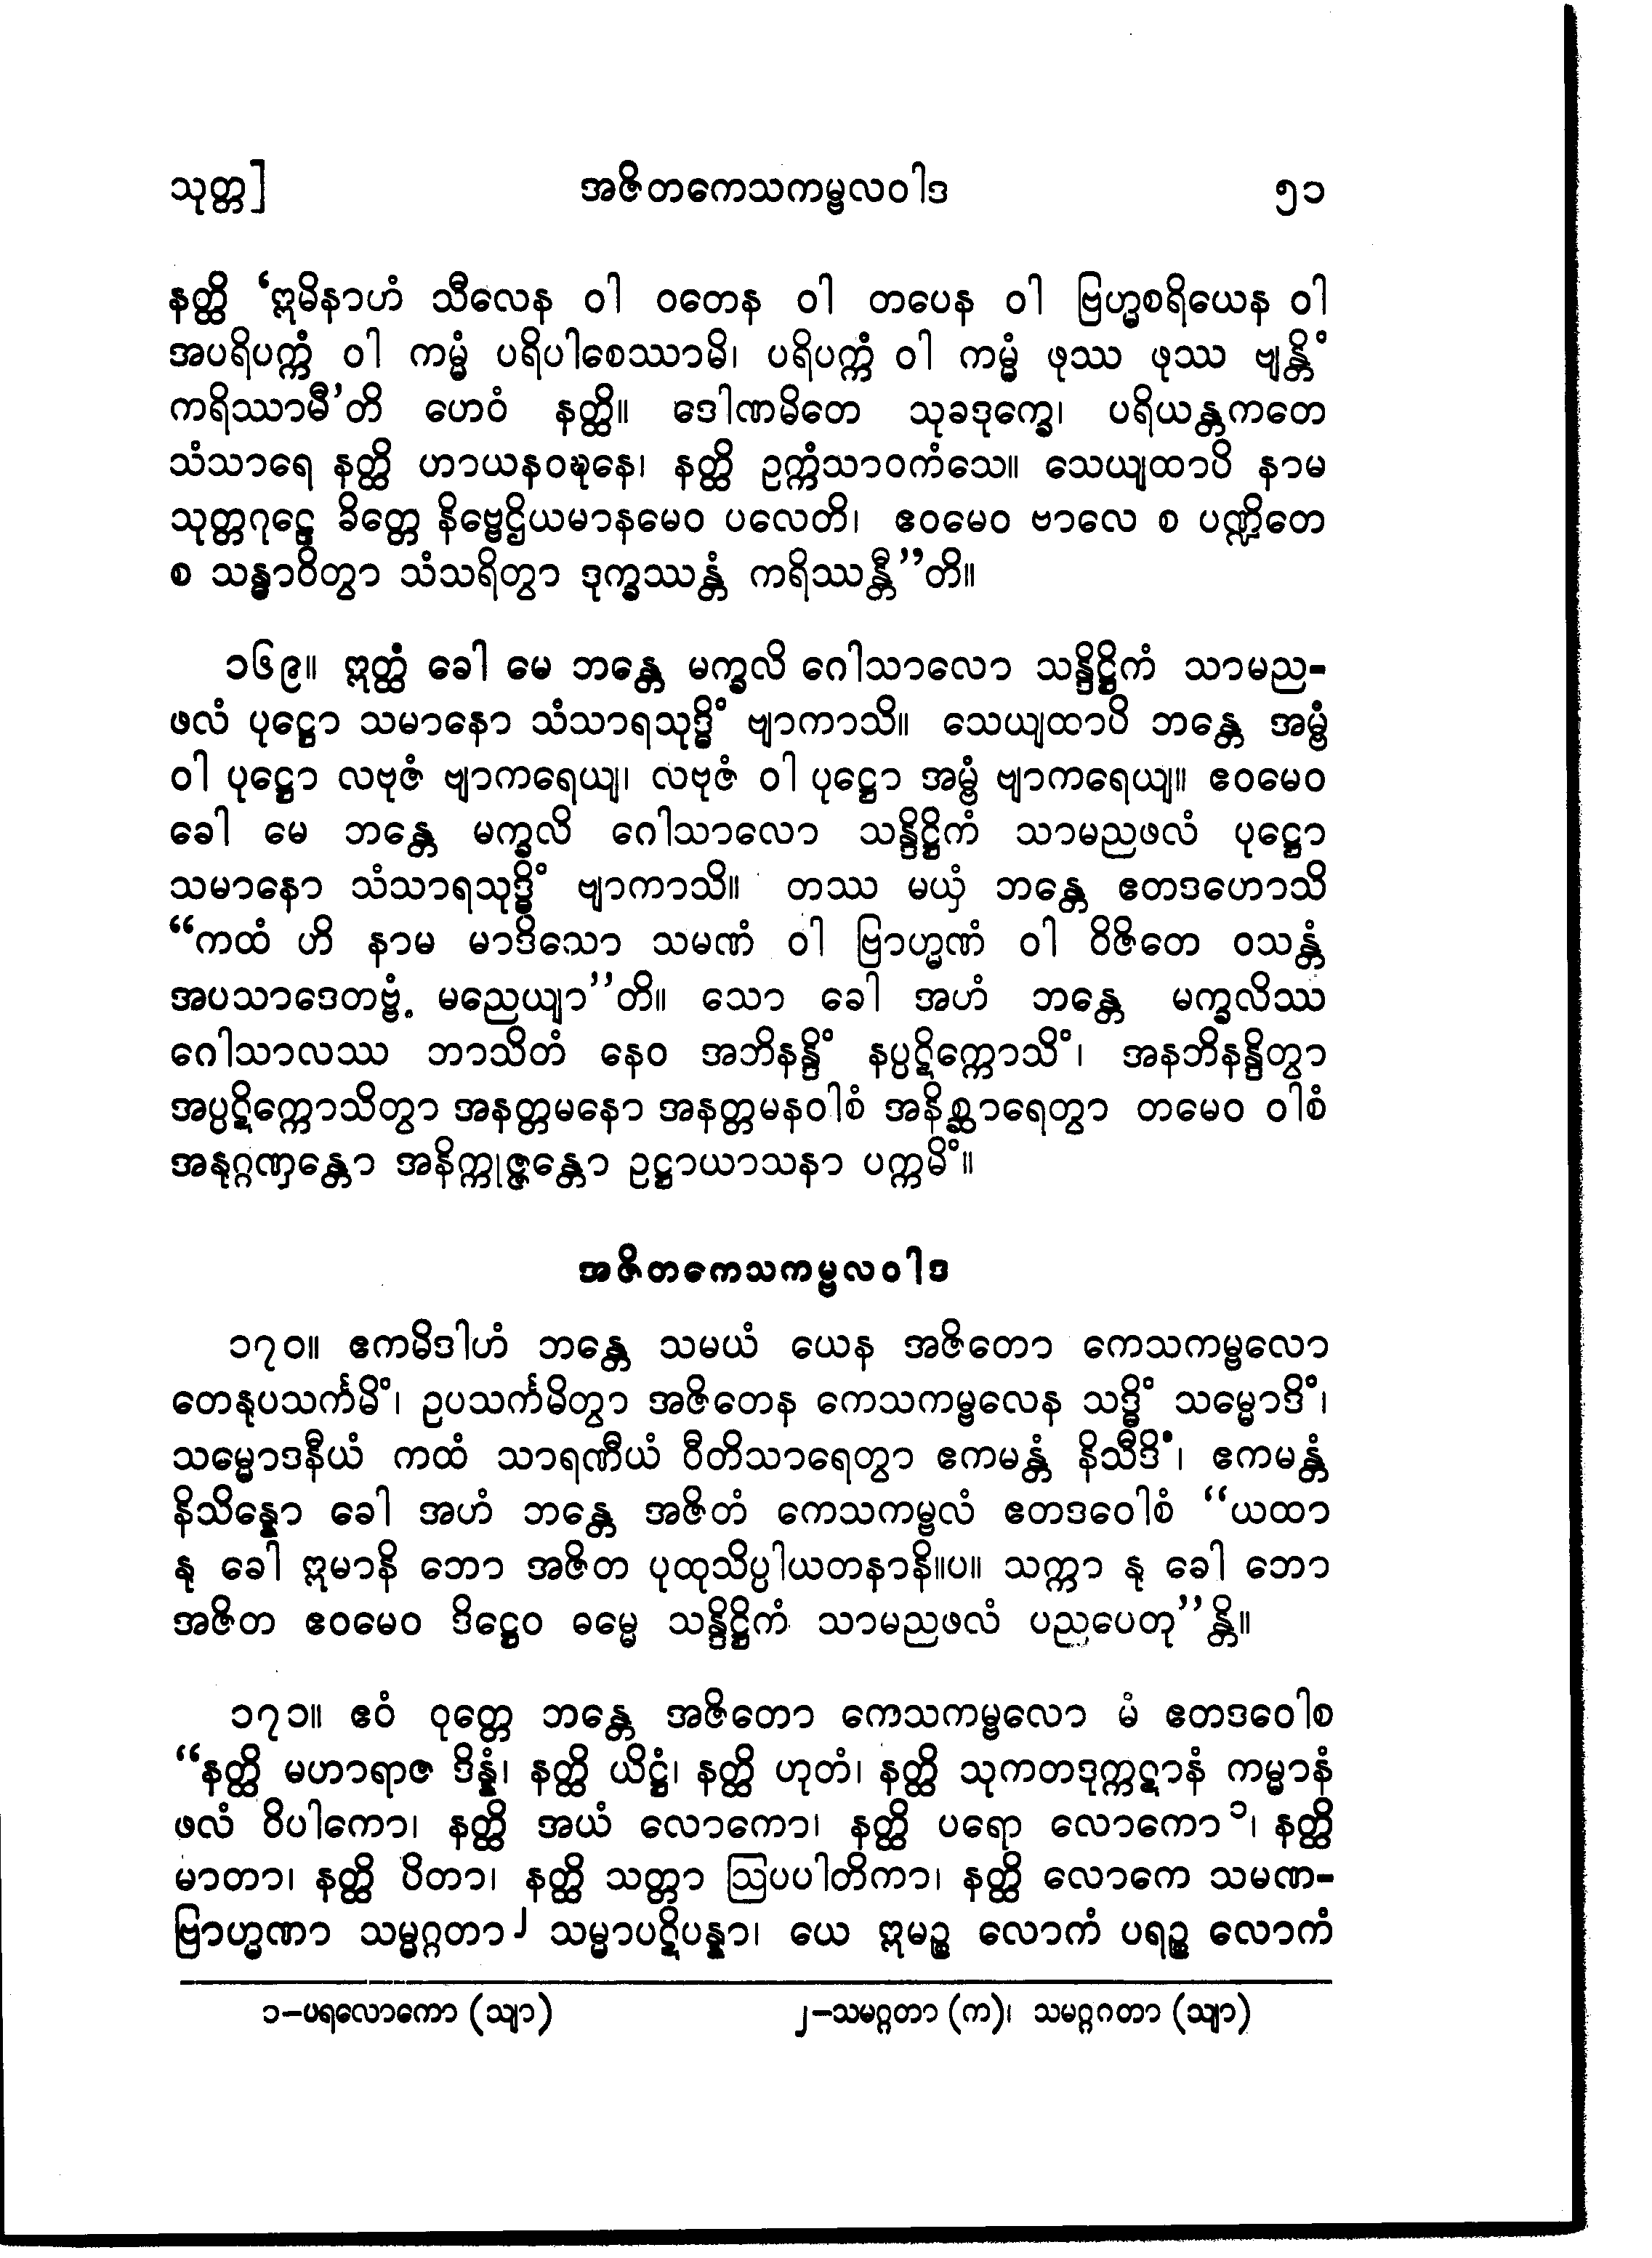 သုတ္တ] အဇိတကေသကမ္ဗလဝါဒ ၅၁
နတ္ထိ ‘ဣမိနာဟံ သီလေန ဝါ ဝတေန ဝါ တပေန ဝါ ဗြဟ္မစရိယေန ဝါ
အပရိပက္ကံ ဝါ ကမ္မံ ပရိပါစေဿာမိ၊ ပရိပက္ကံ ဝါ ကမ္မံ ဖုဿ ဖုဿ ဗျန္တိံ
ကရိဿာမီ’တိ ဟေဝံ နတ္ထိ။ ဒေါဏမိတေ သုခဒုက္ခေ၊ ပရိယန္တကတေ
သံသာရေ နတ္ထိ ဟာယနဝဍ္ဎနေ၊ နတ္ထိ ဥက္ကံသာဝကံသေ။ သေယျထာပိ နာမ
သုတ္တဂုဠှေ ခိတ္တေ နိဗ္ဗေဌိယမာနမေဝ ပလေတိ၊ ဧဝမေဝ ဗာလေ စ ပဏ္ဍိတေ
စ သန္ဓာဝိတွာ သံသရိတွာ ဒုက္ခဿန္တံ ကရိဿန္တီ”တိ။
၁၆၉။ ဣတ္ထံ ခေါ မေ ဘန္တေ မက္ခလိ ဂေါသာလော သန္ဒိဋ္ဌိကံ သာမည-
ဖလံ ပုဋ္ဌော သမာနော သံသာရသုဒ္ဓိံ ဗျာကာသိ။ သေယျထာပိ ဘန္တေ အမ္ဗံ
ဝါ ပုဋ္ဌော လဗုဇံ ဗျာကရေယျ၊ လဗုဇံ ဝါ ပုဋ္ဌော အမ္ဗံ ဗျာကရေယျ။ ဧဝမေဝ
ခေါ မေ ဘန္တေ မက္ခလိ ဂေါသာလော သန္ဒိဋ္ဌိကံ သာမညဖလံ ပုဋ္ဌော
သမာနော သံသာရသုဒ္ဓိံ ဗျာကာသိ။ တဿ မယှံ ဘန္တေ ဧတဒဟောသိ
“ကထံ ဟိ နာမ မာဒိသော သမဏံ ဝါ ဗြာဟ္မဏံ ဝါ ဝိဇိတေ ဝသန္တံ
အပသာဒေတဗ္ဗံ မညေယျာ”တိ။ သော ခေါ အဟံ ဘန္တေ မက္ခလိဿ
ဂေါသာလဿ ဘာသိတံ နေဝ အဘိနန္ဒိံ နပ္ပဋိက္ကောသိံ၊ အနဘိနန္ဒိတွာ
အပ္ပဋိက္ကောသိတွာ အနတ္တမနော အနတ္တမနဝါစံ အနိစ္ဆာရေတွာ တမေဝ ဝါစံ
အနုဂ္ဂဏှန္တော အနိက္ကုဇ္ဇန္တော ဥဋ္ဌာယာသနာ ပက္ကမိံ။
အဇိတကေသကမ္ဗလဝါဒ
၁၇၀။ ဧကမိဒါဟံ ဘန္တေ သမယံ ယေန အဇိတော ကေသကမ္ဗလော
တေနုပသင်္ကမိံ၊ ဥပသင်္ကမိတွာ အဇိတေန ကေသကမ္ဗလေန သဒ္ဓိံ သမ္မောဒိံ၊
သမ္မောဒနီယံ ကထံ သာရဏီယံ ဝီတိသာရေတွာ ဧကမန္တံ နိသီဒိံ၊ ဧကမန္တံ
နိသိန္နော ခေါ အဟံ ဘန္တေ အဇိတံ ကေသကမ္ဗလံ ဧတဒဝေါစံ “ယထာ
နု ခေါ ဣမာနိ ဘော အဇိတ ပုထုသိပ္ပါယတနာနိ။ပ။ သက္ကာ နု ခေါ ဘော
အဇိတ ဧဝမေဝ ဒိဋ္ဌေဝ ဓမ္မေ သန္ဒိဋ္ဌိကံ သာမညဖလံ ပညပေတု”န္တိ။
၁၇၁။ ဧဝံ ဝုတ္တေ ဘန္တေ အဇိတော ကေသကမ္ဗလော မံ ဧတဒဝေါစ
“နတ္ထိ မဟာရာဇ ဒိန္နံ၊ နတ္ထိ ယိဋ္ဌံ၊ နတ္ထိ ဟုတံ၊ နတ္ထိ သုကတဒုက္ကဋာနံ ကမ္မာနံ
ဖလံ ဝိပါကော၊ နတ္ထိ အယံ လောကော၊ နတ္ထိ ပရော လောကော၁၊ နတ္ထိ
မာတာ၊ နတ္ထိ ပိတာ၊ နတ္ထိ သတ္တာ ဩပပါတိကာ၊ နတ္ထိ လောကေ သမဏ-
ဗြာဟ္မဏာ သမ္မဂ္ဂတာ၂ သမ္မာပဋိပန္နာ၊ ယေ ဣမဉ္စ လောကံ ပရဉ္စ လောကံ
၁-ပရလောကော (သျာ) ၂-သမဂ္ဂတာ (က)၊ သမဂ္ဂဂတာ (သျာ)